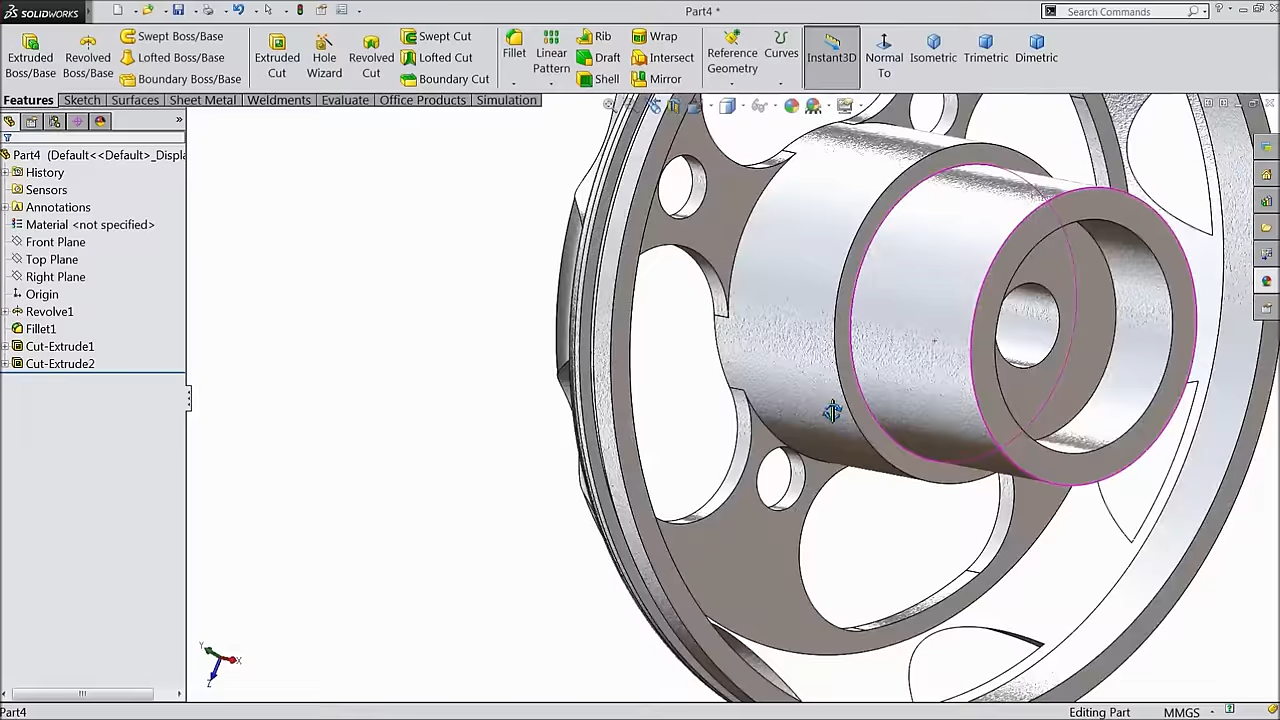 SOLIDWORKS
Part4 *
Search Commands
?
Extruded Boss/Base
Revolved Boss/Base
Swept Boss/Base
Lofted Boss/Base
Boundary Boss/Base
Extruded Cut
Hole Wizard
Revolved Cut
Swept Cut
Lofted Cut
Boundary Cut
Fillet
Linear Pattern
Rib
Draft
Shell
Wrap
Intersect
Mirror
Reference Geometry
Curves
Instant3D
Normal To
Isometric
Trimetric
Dimetric
Features
Sketch
Surfaces
Sheet Metal
Weldments
Evaluate
Office Products
Simulation
»
Part4 (Default<<Default>_Displa
History
Sensors
Annotations
Material <not specified>
Front Plane
Top Plane
Right Plane
Origin
Revolve1
Fillet1
Cut-Extrude1
Cut-Extrude2
Y
X
Z
Part4
Editing Part
MMGS
?